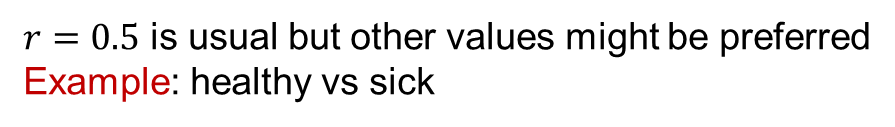 r = 0.5 is usual but other values might be preferred
Example: healthy vs sick